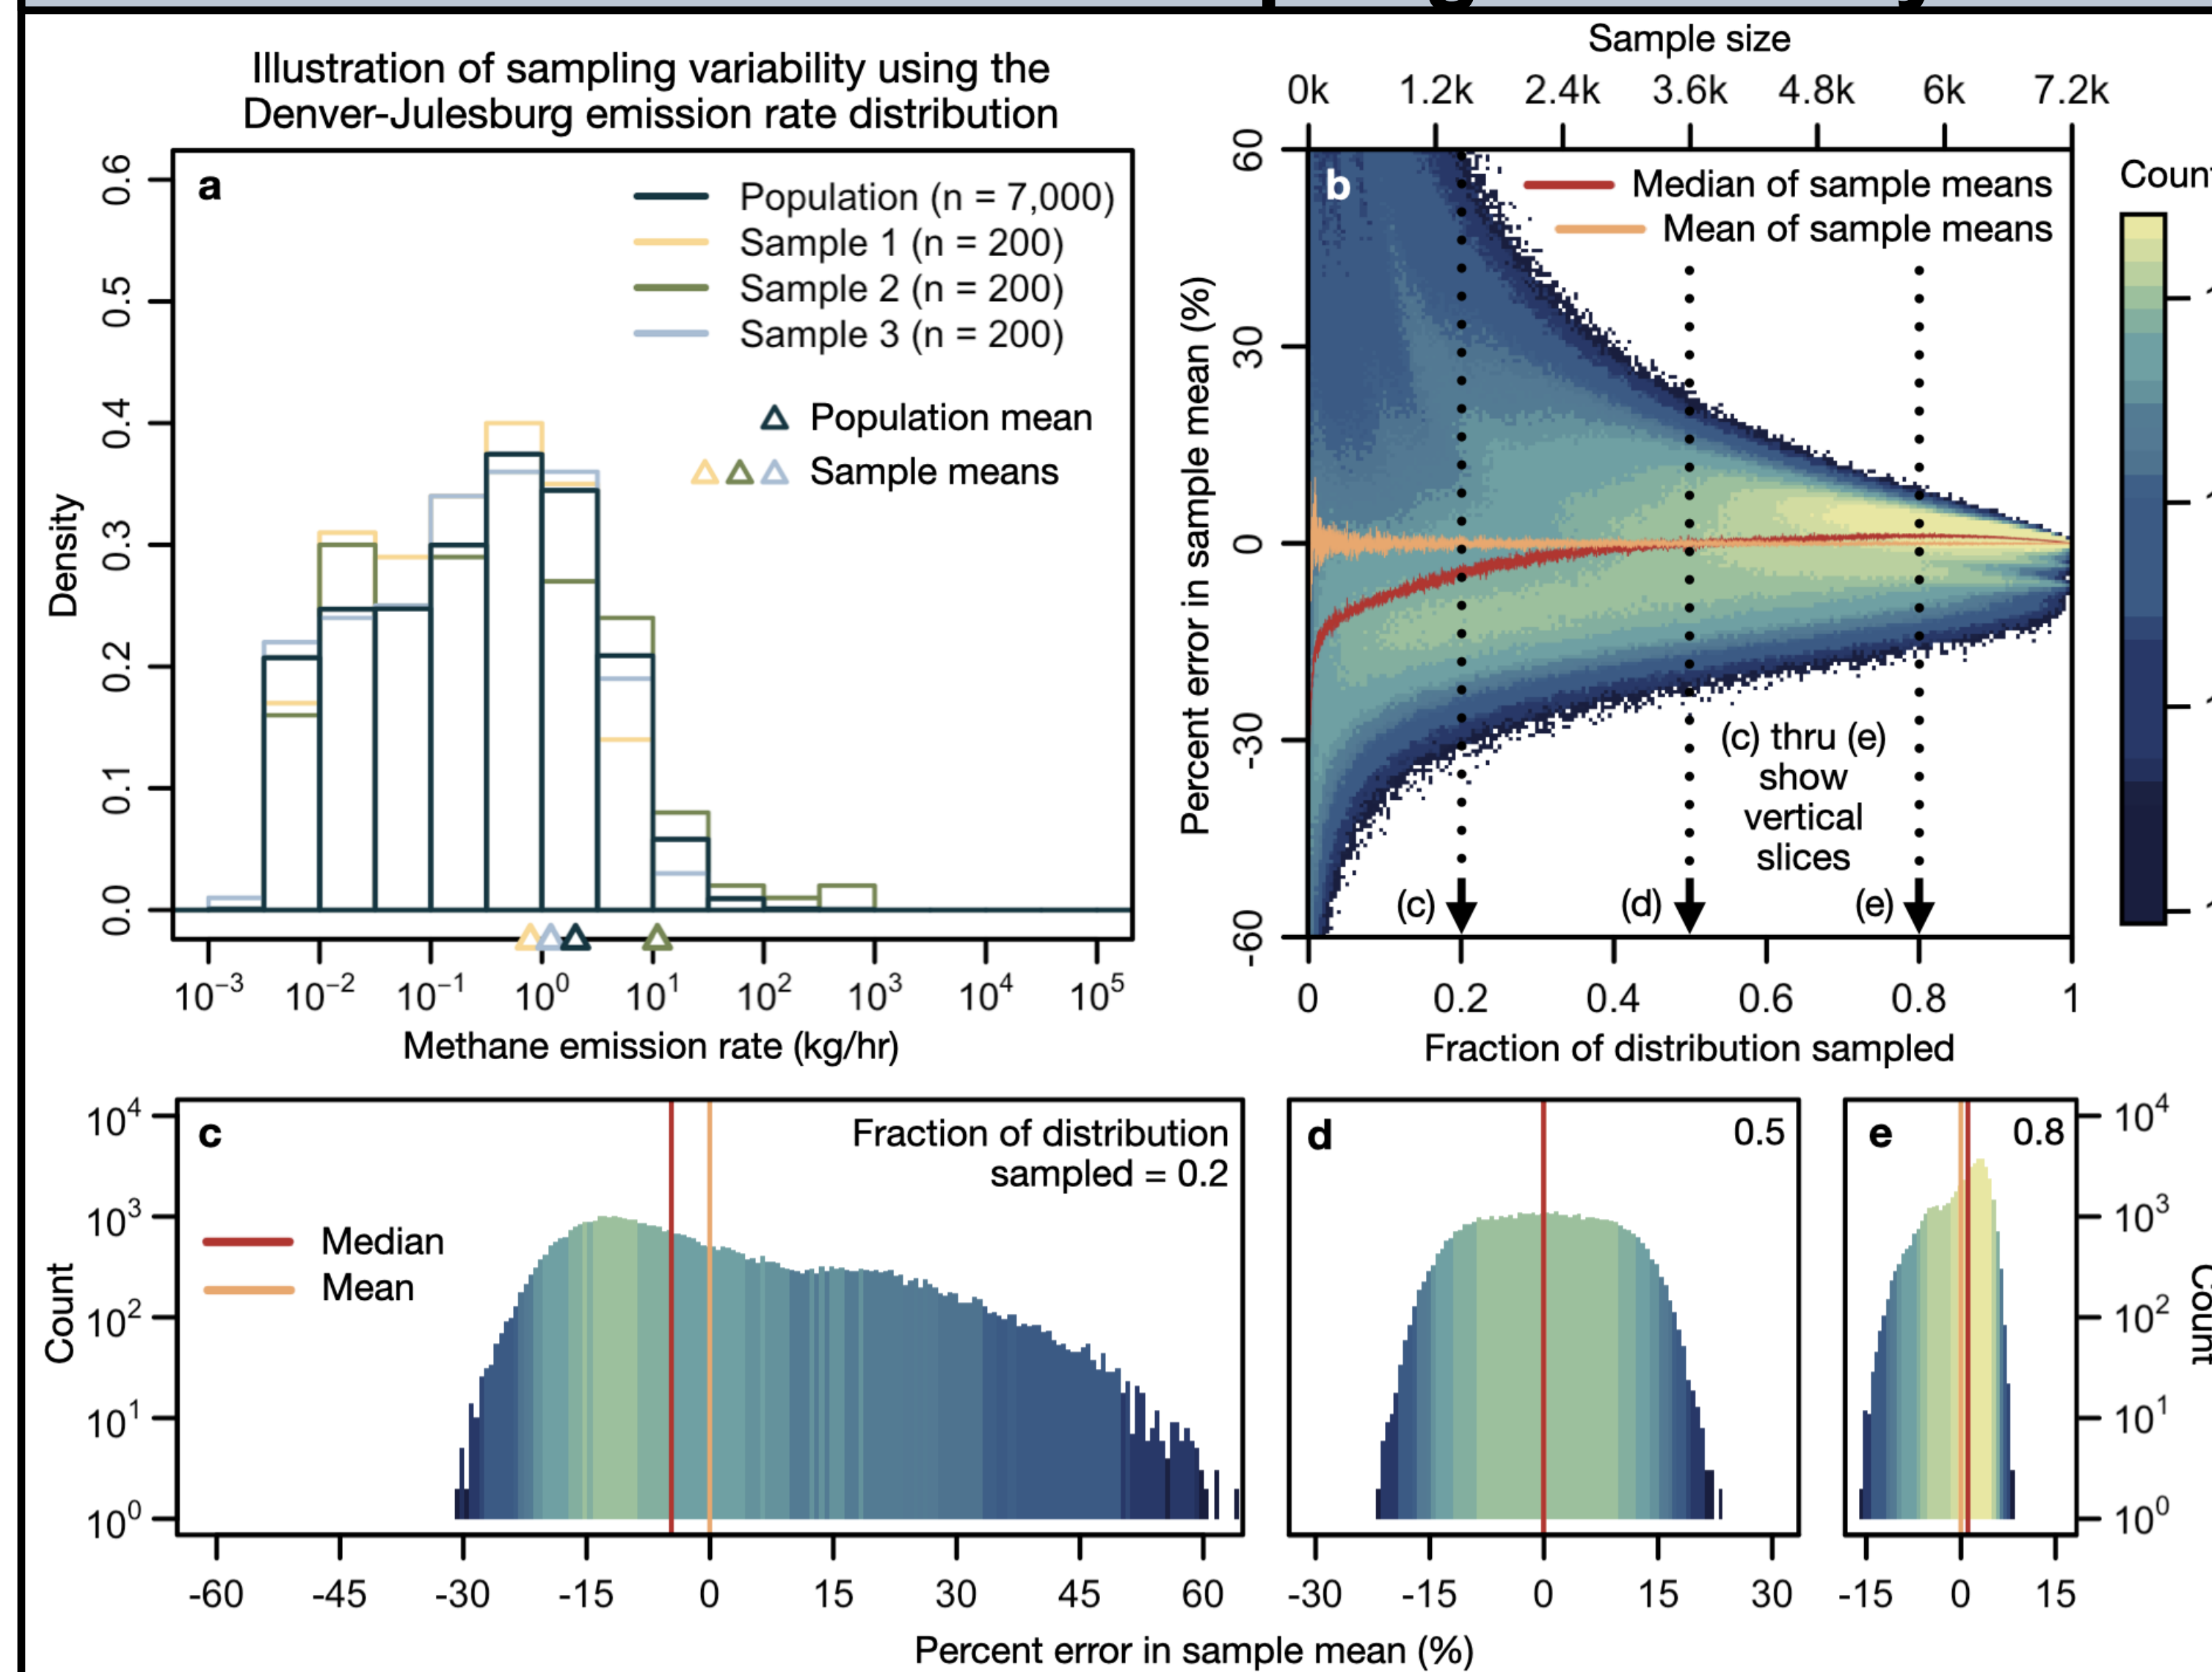 Illustration of sampling variability using the
Denver-Julesburg emission rate distribution
a
Population (n = 7,000)
Sample 1 (n = 200)
Sample 2 (n = 200)
Sample 3 (n = 200)
Population mean
Sample means
Density
0.6
0.5
0.4
0.3
0.2
0.1
0.0
10⁻³ 10⁻² 10⁻¹ 10⁰ 10¹ 10² 10³ 10⁴ 10⁵
Methane emission rate (kg/hr)
Sample size
0k 1.2k 2.4k 3.6k 4.8k 6k 7.2k
b
Median of sample means
Mean of sample means
Percent error in sample mean (%)
60
30
0
-30
-60
(c) thru (e)
show
vertical
slices
(c) (d) (e)
0 0.2 0.4 0.6 0.8 1
Fraction of distribution sampled
Count
c
Fraction of distribution
sampled = 0.2
Median
Mean
Count
10⁴
10³
10²
10¹
10⁰
-60 -45 -30 -15 0 15 30 45 60
d 0.5
-30 -15 0 15 30
e 0.8
10⁴
10³
10²
10¹
10⁰
Count
-15 0 15
Percent error in sample mean (%)